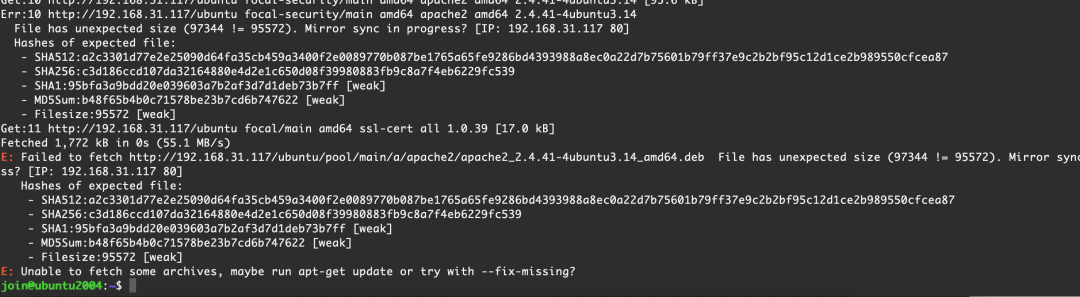 Get:10 http://192.168.31.117/ubuntu focal-security/main amd64 apache2 amd64 2.4.41-4ubuntu3.14 [95.6 kB]
Err:10 http://192.168.31.117/ubuntu focal-security/main amd64 apache2 amd64 2.4.41-4ubuntu3.14
  File has unexpected size (97344 != 95572). Mirror sync in progress? [IP: 192.168.31.117 80]
  Hashes of expected file:
   - SHA512:a2c3301d77e2e25090d64fa35cb459a3400f2e0089770b087be1765a65fe9286bd4393988a8ec0a22d7b75601b79ff37e9c2b2bf95c12d1ce2b989550cfcea87
   - SHA256:c3d186ccd107da32164880e4d2e1c650d08f39980883fb9c8a7f4eb6229fc539
   - SHA1:95bfa3a9bdd20e039603a7b2af3d7d1deb73b7ff [weak]
   - MD5Sum:b48f65b4b0c71578be23b7cd6b747622 [weak]
   - Filesize:95572 [weak]
Get:11 http://192.168.31.117/ubuntu focal/main amd64 ssl-cert all 1.0.39 [17.0 kB]
Fetched 1,772 kB in 0s (55.1 MB/s)
E: Failed to fetch http://192.168.31.117/ubuntu/pool/main/a/apache2/apache2_2.4.41-4ubuntu3.14_amd64.deb  File has unexpected size (97344 != 95572). Mirror sync
ss? [IP: 192.168.31.117 80]
   Hashes of expected file:
    - SHA512:a2c3301d77e2e25090d64fa35cb459a3400f2e0089770b087be1765a65fe9286bd4393988a8ec0a22d7b75601b79ff37e9c2b2bf95c12d1ce2b989550cfcea87
    - SHA256:c3d186ccd107da32164880e4d2e1c650d08f39980883fb9c8a7f4eb6229fc539
    - SHA1:95bfa3a9bdd20e039603a7b2af3d7d1deb73b7ff [weak]
    - MD5Sum:b48f65b4b0c71578be23b7cd6b747622 [weak]
    - Filesize:95572 [weak]
E: Unable to fetch some archives, maybe run apt-get update or try with --fix-missing?
join@ubuntu2004:~$